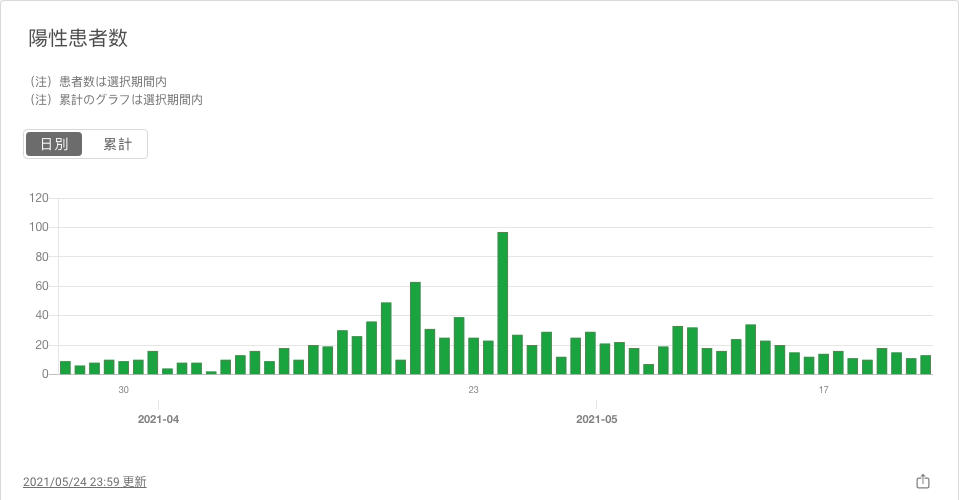 陽性患者数
（注）患者数は選択期間内
（注）累計のグラフは選択期間内
日別 累計
120
100
80
60
40
20
0
30 23 17
2021-04 2021-05
2021/05/24 23:59 更新